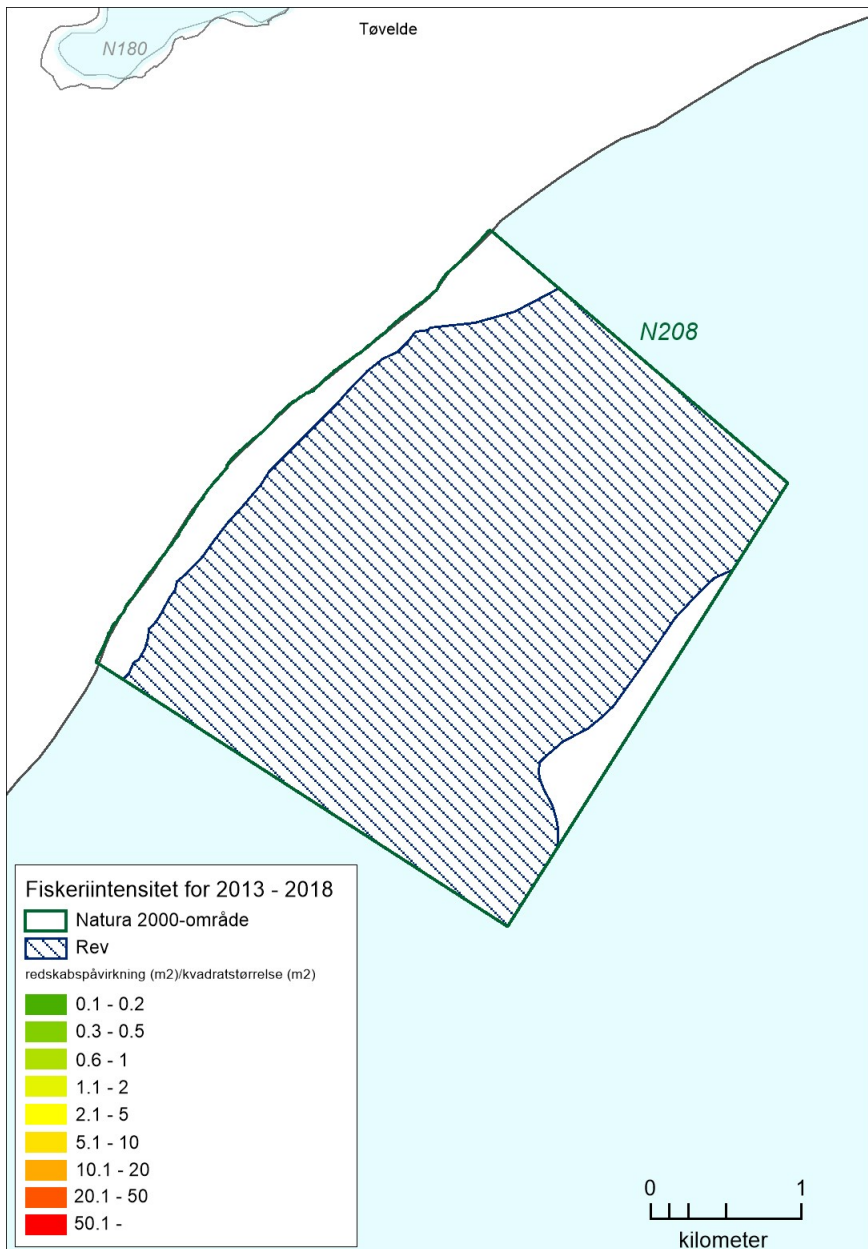 Tøvelde
N180
N208
Fiskeriintensitet for 2013 - 2018
Natura 2000-område
Rev
redskabspåvirkning (m2)/kvadratstørrelse (m2)
0.1 - 0.2
0.3 - 0.5
0.6 - 1
1.1 - 2
2.1 - 5
5.1 - 10
10.1 - 20
20.1 - 50
50.1 -
0 1
kilometer